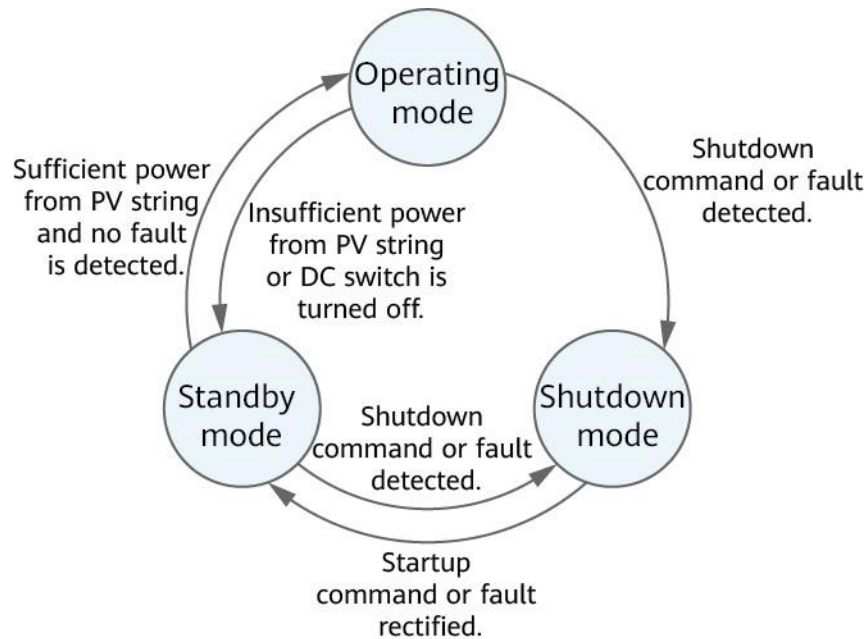 Operating
mode
Shutdown
command or fault
detected.
Sufficient power
from PV string
and no fault
is detected.
Insufficient power
from PV string
or DC switch is
turned off.
Standby
mode
Shutdown
command or fault
detected.
Shutdown
mode
Startup
command or fault
rectified.